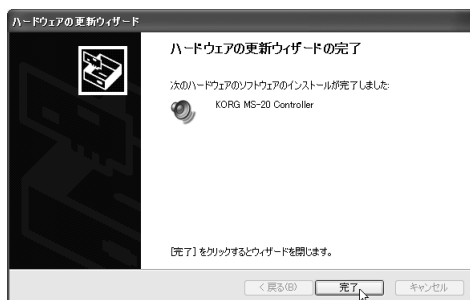 ハードウェアの更新ウィザード
ハードウェアの更新ウィザードの完了
次のハードウェアのソフトウェアのインストールが完了しました:
KORG MS-20 Controller
[完了] をクリックするとウィザードを閉じます。
< 戻る(B)
完了
キャンセル